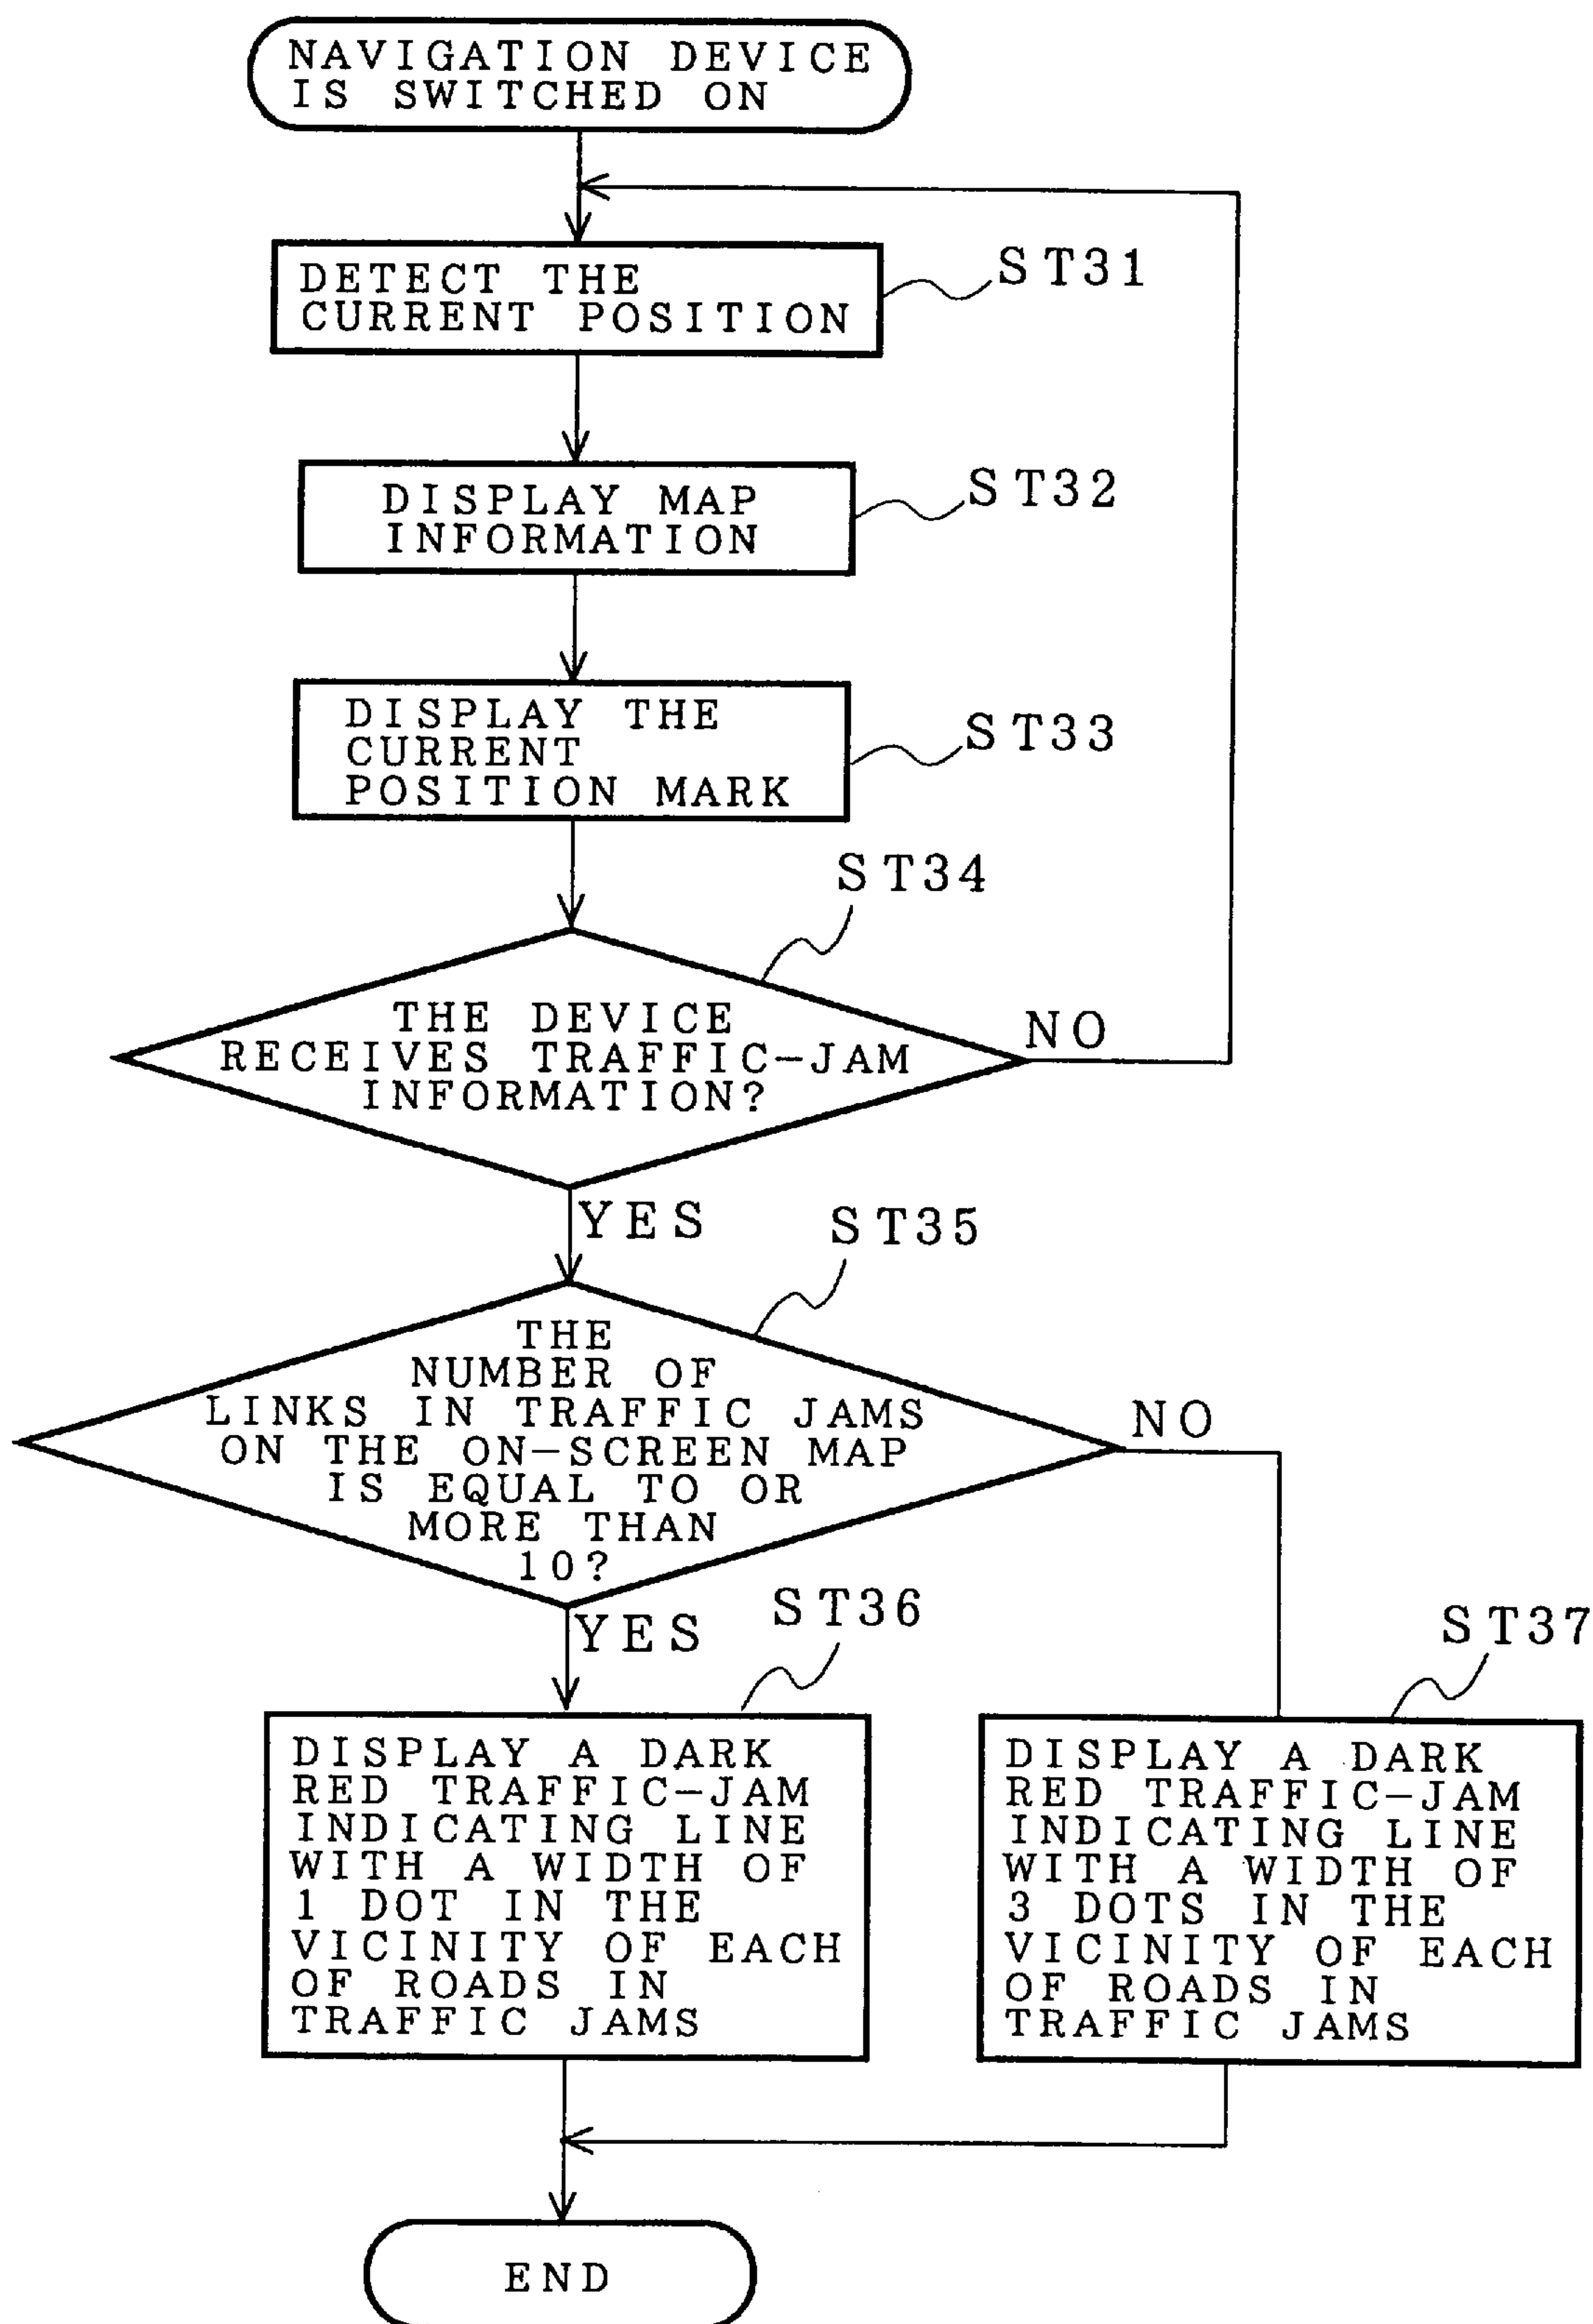 NAVIGATION DEVICE
IS SWITCHED ON
DETECT THE
CURRENT POSITION
ST31
DISPLAY MAP
INFORMATION
ST32
DISPLAY THE
CURRENT
POSITION MARK
ST33
ST34
THE DEVICE
RECEIVES TRAFFIC-JAM
INFORMATION?
NO
YES
ST35
THE
NUMBER OF
LINKS IN TRAFFIC JAMS
ON THE ON-SCREEN MAP
IS EQUAL TO OR
MORE THAN
10?
NO
YES
ST36
DISPLAY A DARK
RED TRAFFIC-JAM
INDICATING LINE
WITH A WIDTH OF
1 DOT IN THE
VICINITY OF EACH
OF ROADS IN
TRAFFIC JAMS
ST37
DISPLAY A DARK
RED TRAFFIC-JAM
INDICATING LINE
WITH A WIDTH OF
3 DOTS IN THE
VICINITY OF EACH
OF ROADS IN
TRAFFIC JAMS
END